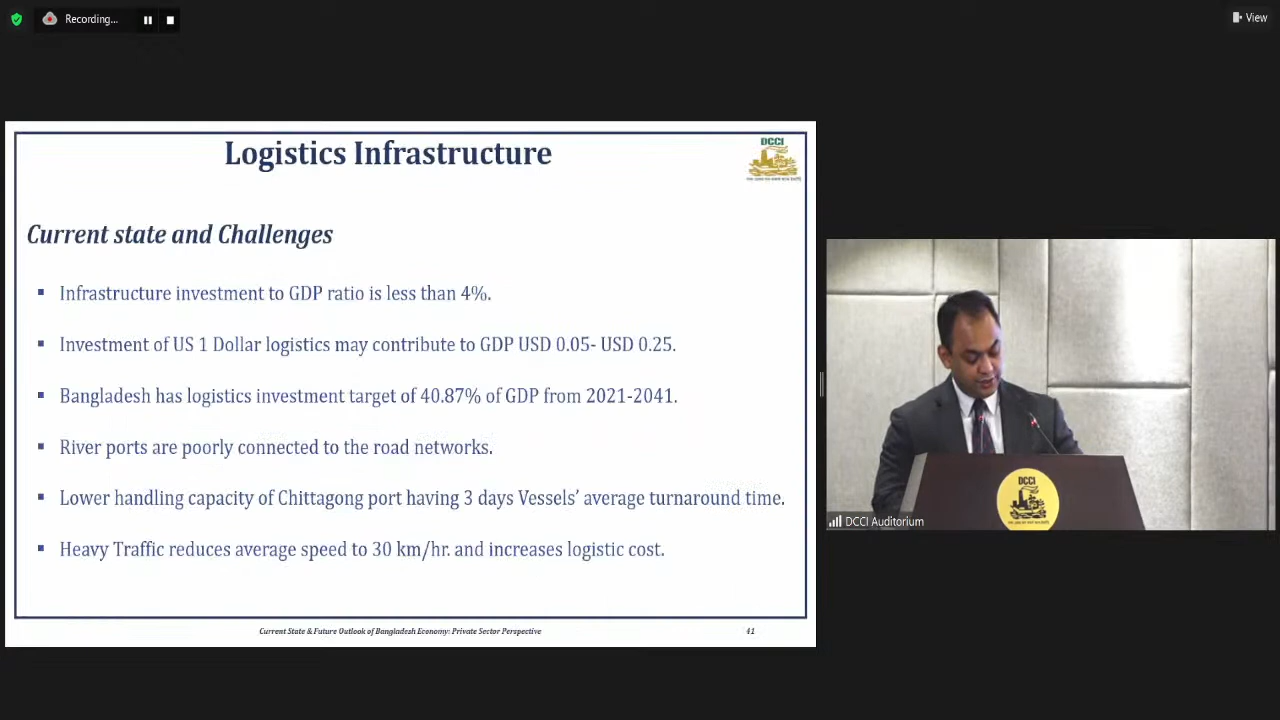 Recording...
View
Logistics Infrastructure
DCCI
Current state and Challenges
▪ Infrastructure investment to GDP ratio is less than 4%.
▪ Investment of US 1 Dollar logistics may contribute to GDP USD 0.05- USD 0.25.
▪ Bangladesh has logistics investment target of 40.87% of GDP from 2021-2041.
▪ River ports are poorly connected to the road networks.
▪ Lower handling capacity of Chittagong port having 3 days Vessels’ average turnaround time.
▪ Heavy Traffic reduces average speed to 30 km/hr. and increases logistic cost.
Current State & Future Outlook of Bangladesh Economy: Private Sector Perspective
41
DCCI
DCCI Auditorium